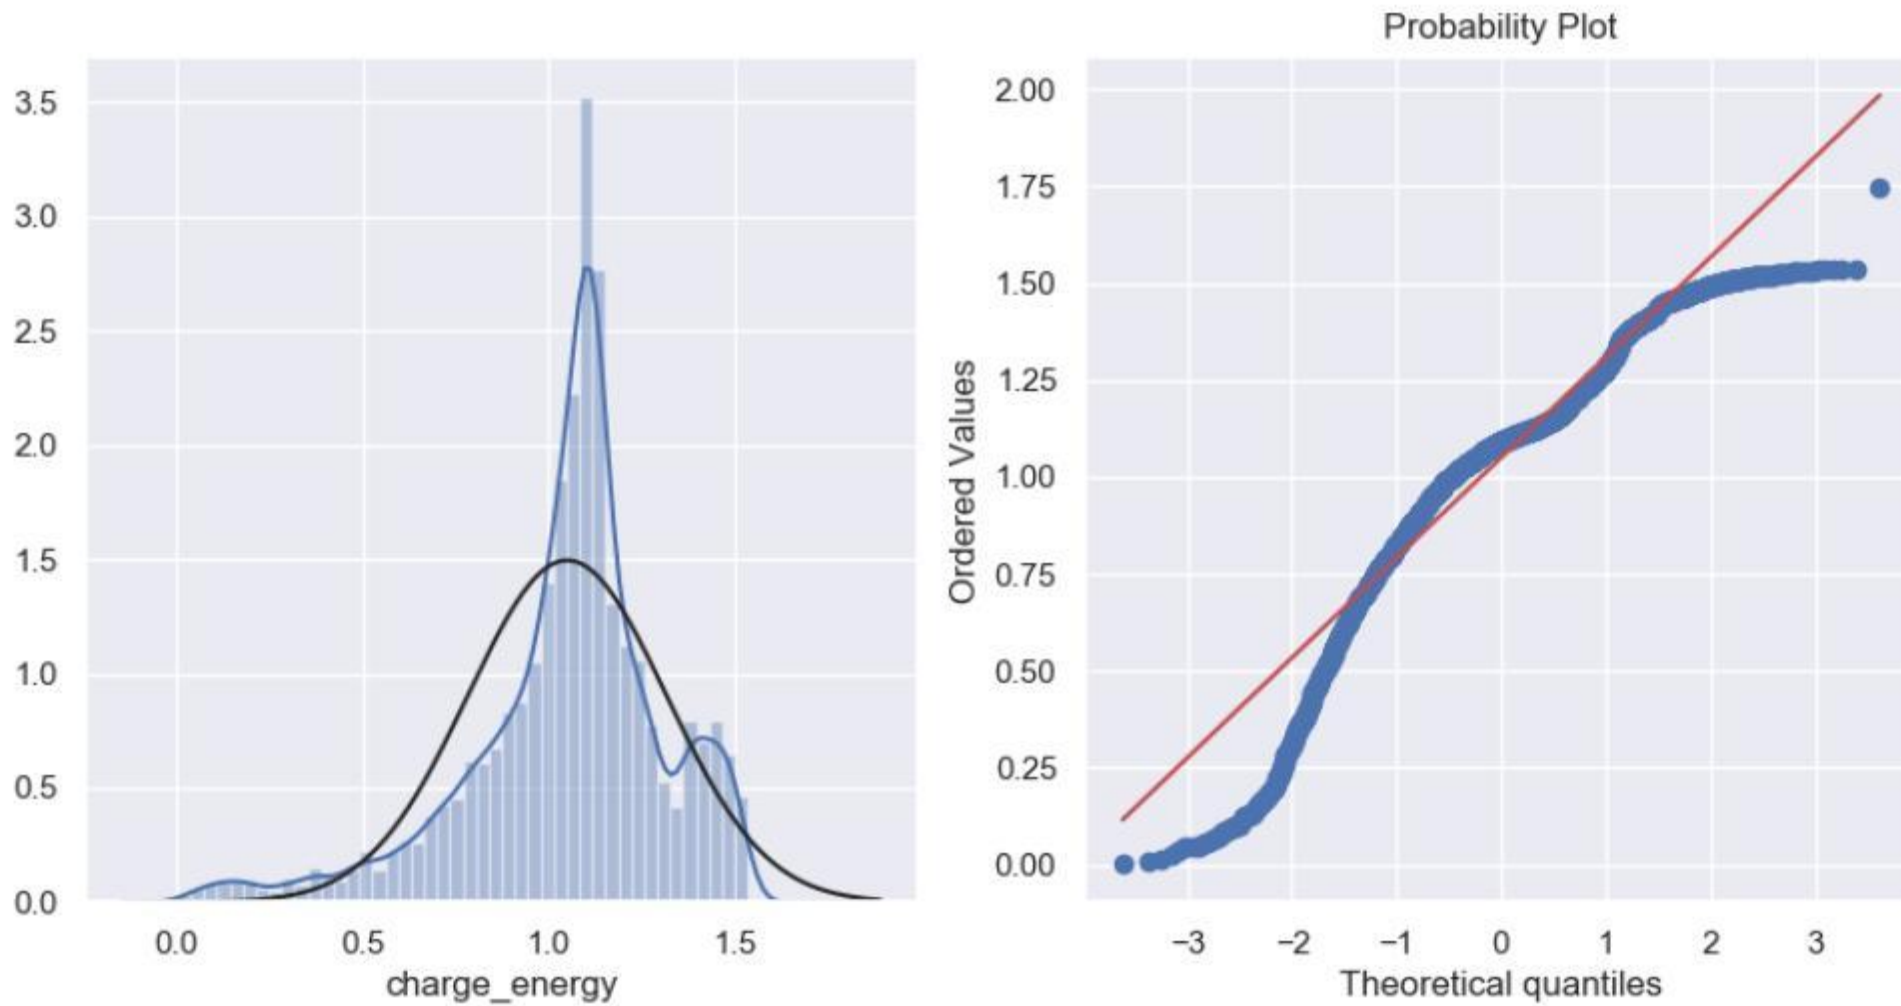 3.5
3.0
2.5
2.0
1.5
1.0
0.5
0.0
0.0 0.5 1.0 1.5
charge_energy
Probability Plot
Ordered Values
2.00
1.75
1.50
1.25
1.00
0.75
0.50
0.25
0.00
−3 −2 −1 0 1 2 3
Theoretical quantiles